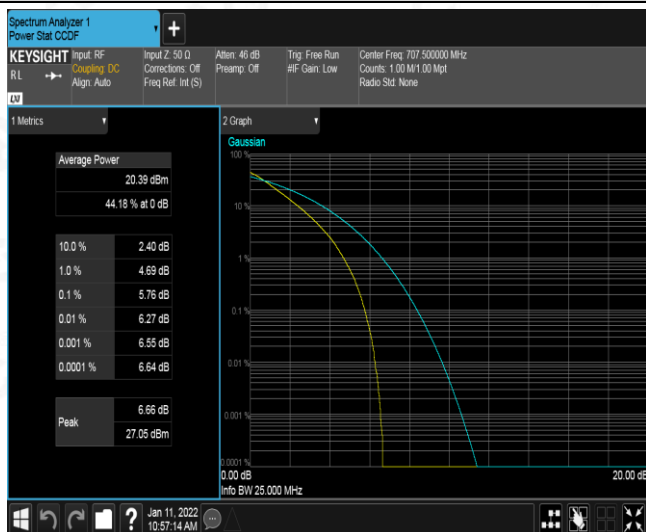 Spectrum Analyzer 1
Power Stat CCDF
+
KEYSIGHT
RL
LXI
Input: RF
Coupling: DC
Align: Auto
Input Z: 50 Ω
Corrections: Off
Freq Ref: Int (S)
Atten: 46 dB
Preamp: Off
Trig: Free Run
#IF Gain: Low
Center Freq: 707.500000 MHz
Counts: 1.00 M/1.00 Mpt
Radio Std: None
1 Metrics
Average Power
20.39 dBm
44.18 % at 0 dB
10.0 % 2.40 dB
1.0 % 4.69 dB
0.1 % 5.76 dB
0.01 % 6.27 dB
0.001 % 6.55 dB
0.0001 % 6.64 dB
Peak 6.66 dB
27.05 dBm
2 Graph
Gaussian
100 %
10 %
1 %
0.1 %
0.01 %
0.001 %
0.0001 %
0.00 dB 20.00 dB
Info BW 25.000 MHz
?
Jan 11, 2022
10:57:14 AM